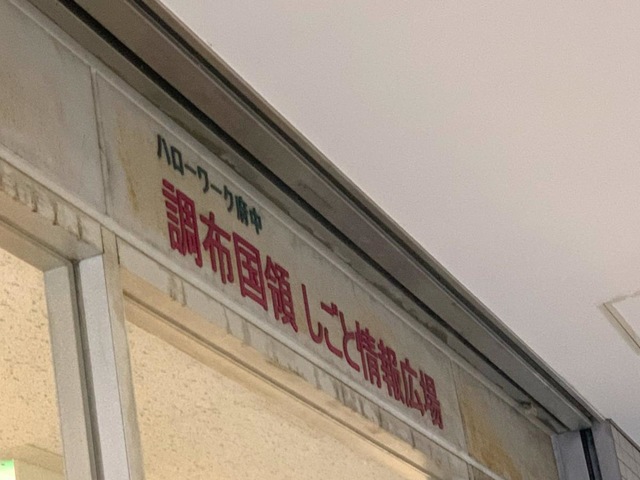 ハローワーク府中
調布国領 しごと情報広場